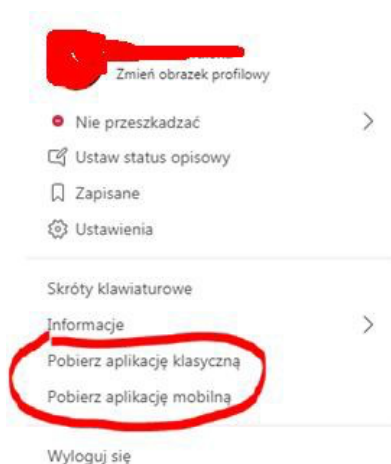 Zmień obrazek profilowy
Nie przeszkadzać
Ustaw status opisowy
Zapisane
Ustawienia
Skróty klawiaturowe
Informacje
Pobierz aplikację klasyczną
Pobierz aplikację mobilną
Wyloguj się